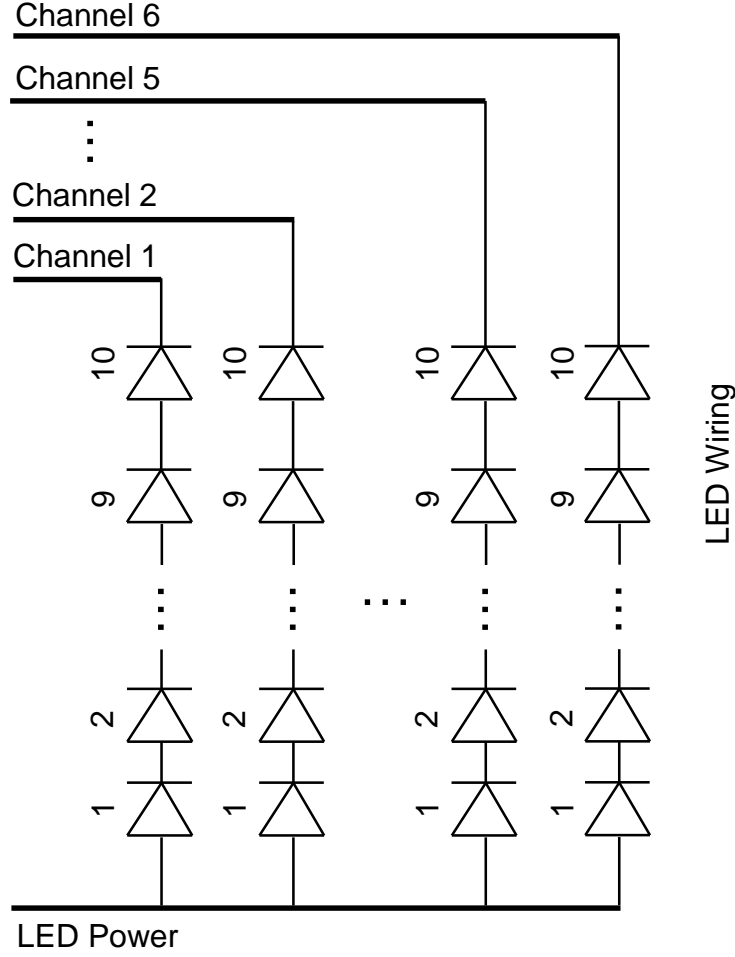 Channel 6
Channel 5
Channel 2
Channel 1
10 10 10 10
9 9 9 9
2 2 2 2
1 1 1 1
LED Power
LED Wiring